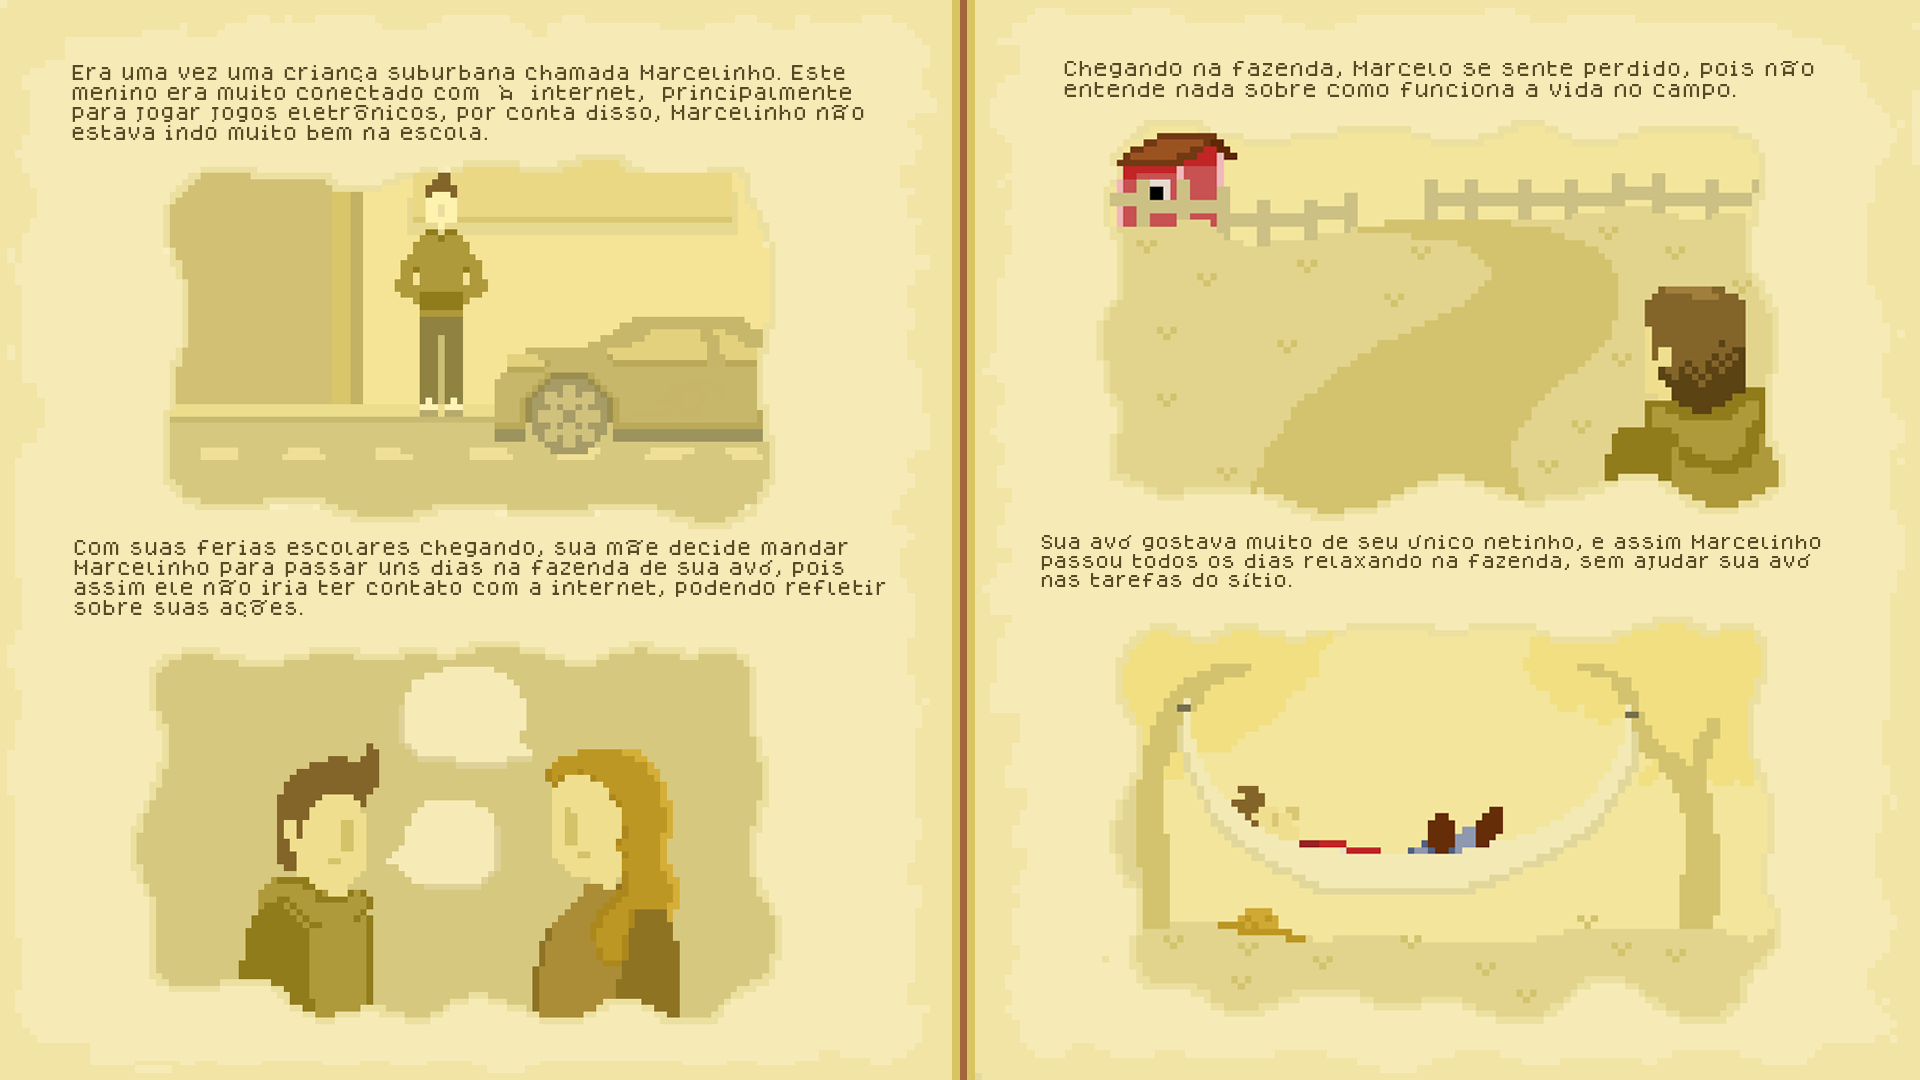 Era uma vez uma criança suburbana chamada Marcelinho. Este
menino era muito conectado com à internet, principalmente
para jogar jogos eletrônicos, por conta disso, Marcelinho não
estava indo muito bem na escola.
Com suas ferias escolares chegando, sua mãe decide mandar
Marcelinho para passar uns dias na fazenda de sua avó, pois
assim ele não iria ter contato com a internet, podendo refletir
sobre suas ações.
Chegando na fazenda, Marcelo se sente perdido, pois não
entende nada sobre como funciona a vida no campo.
Sua avó gostava muito de seu único netinho, e assim Marcelinho
passou todos os dias relaxando na fazenda, sem ajudar sua avó
nas tarefas do sítio.